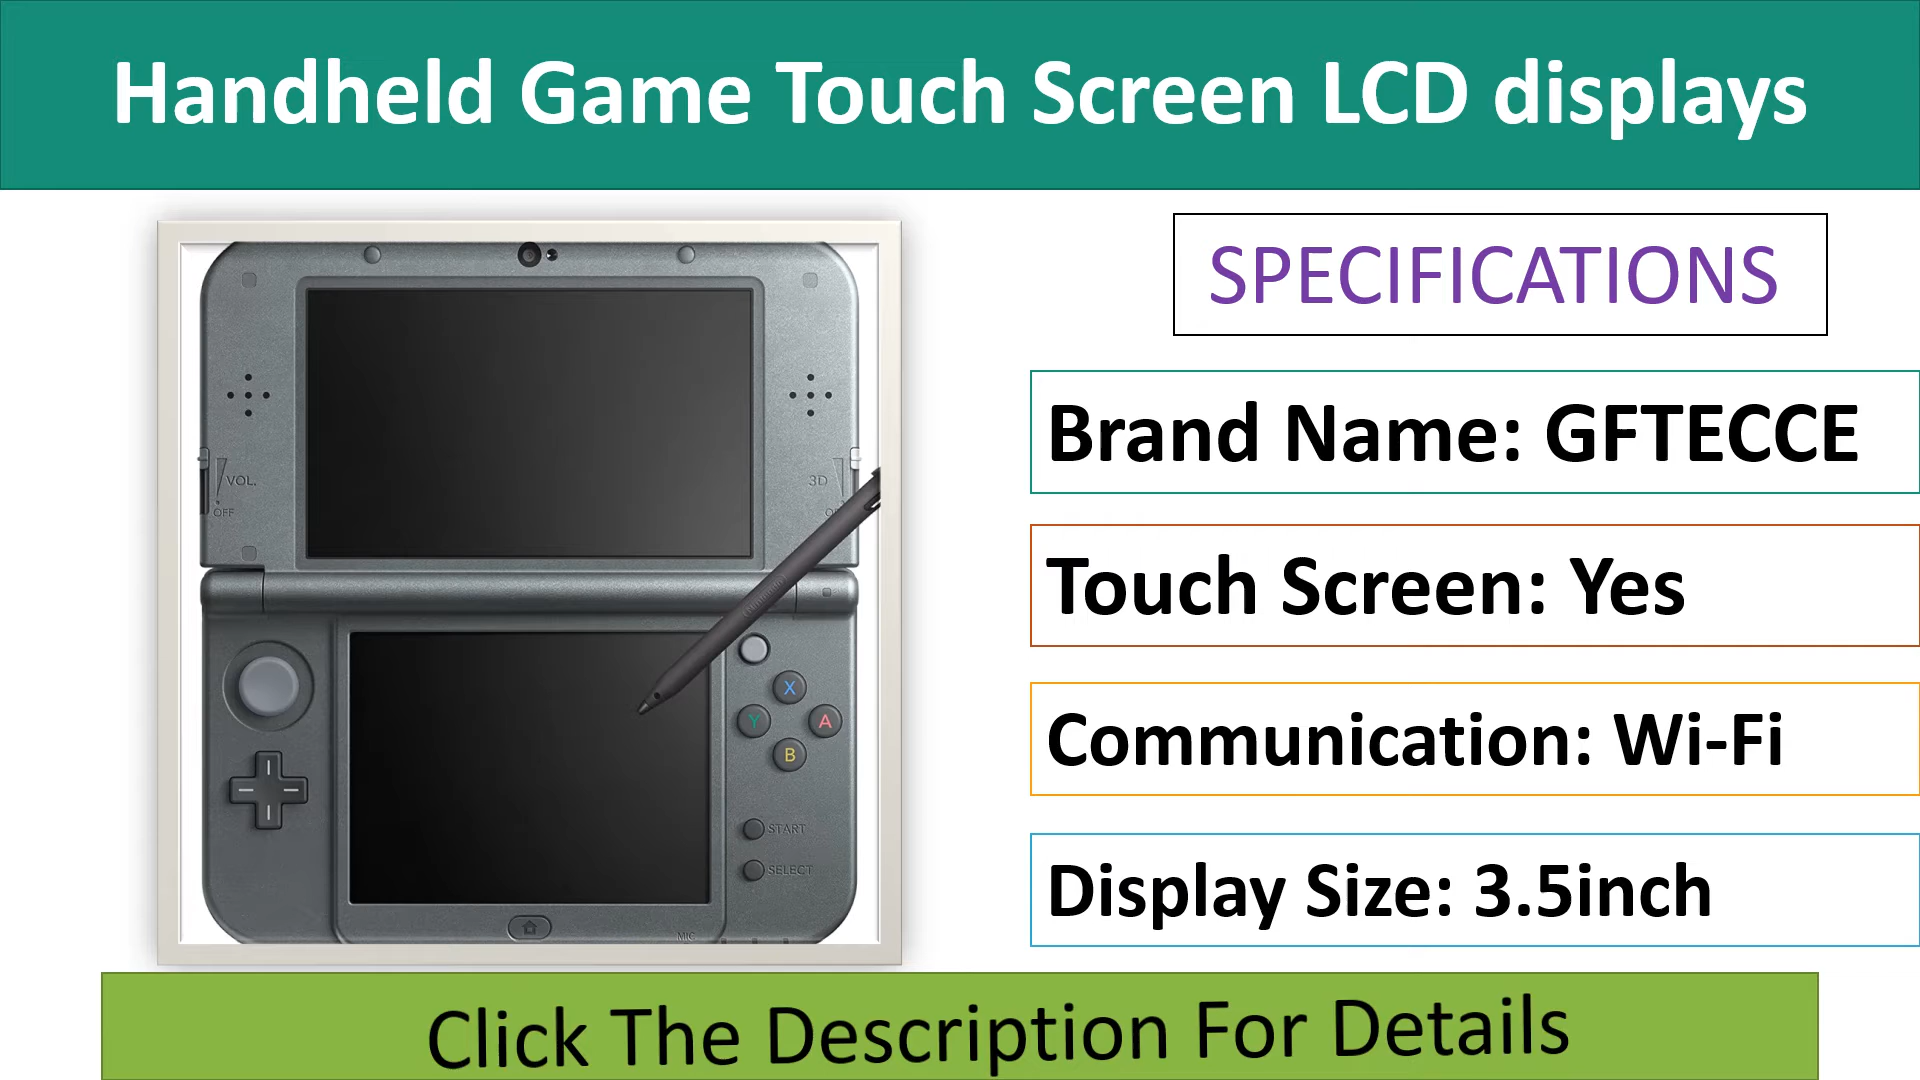 Handheld Game Touch Screen LCD displays
SPECIFICATIONS
Brand Name: GFTECCE
Touch Screen: Yes
Communication: Wi-Fi
Display Size: 3.5inch
VOL.
OFF
3D
X
Y
A
B
START
SELECT
MIC
Click The Description For Details